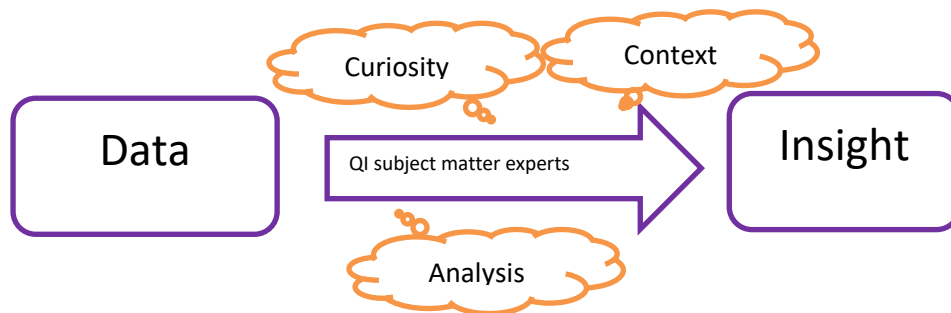 Curiosity
Context
Data
QI subject matter experts
Insight
Analysis